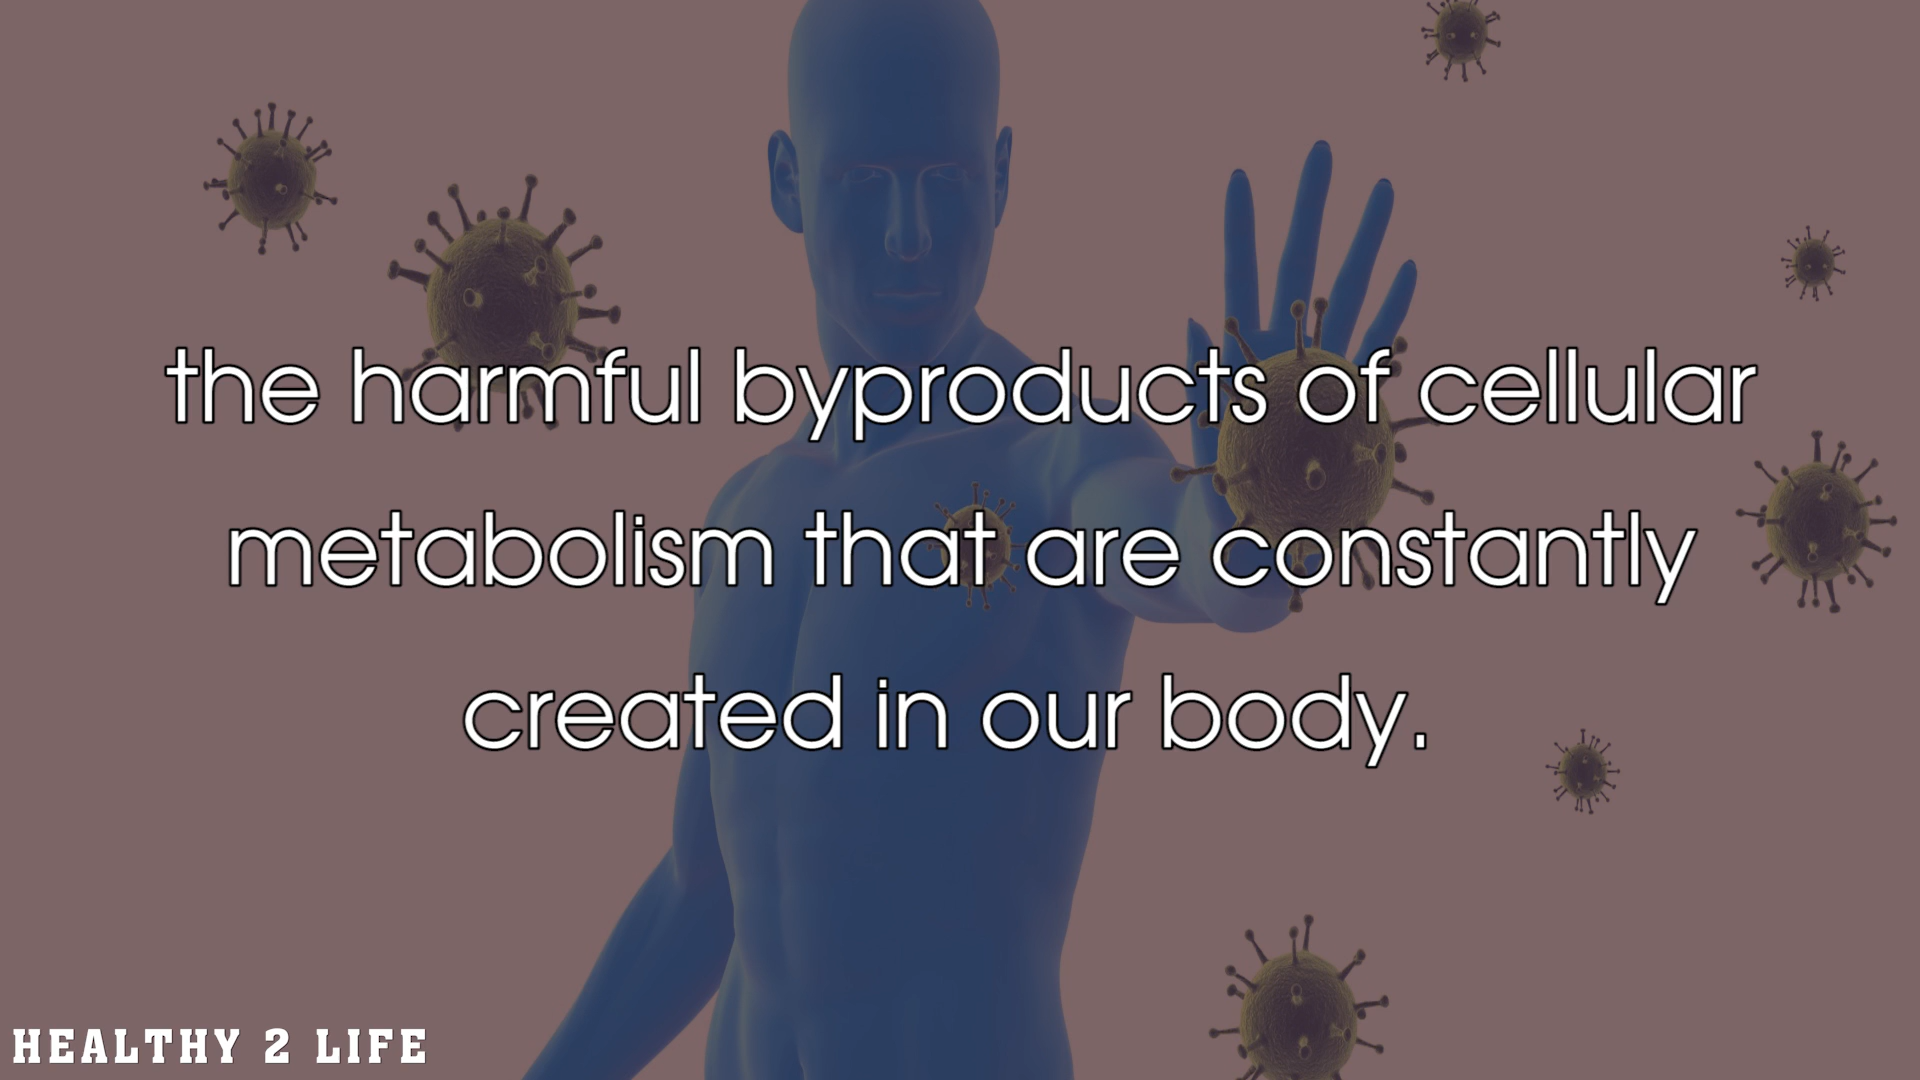 the harmful byproducts of cellular
metabolism that are constantly
created in our body.
HEALTHY 2 LIFE